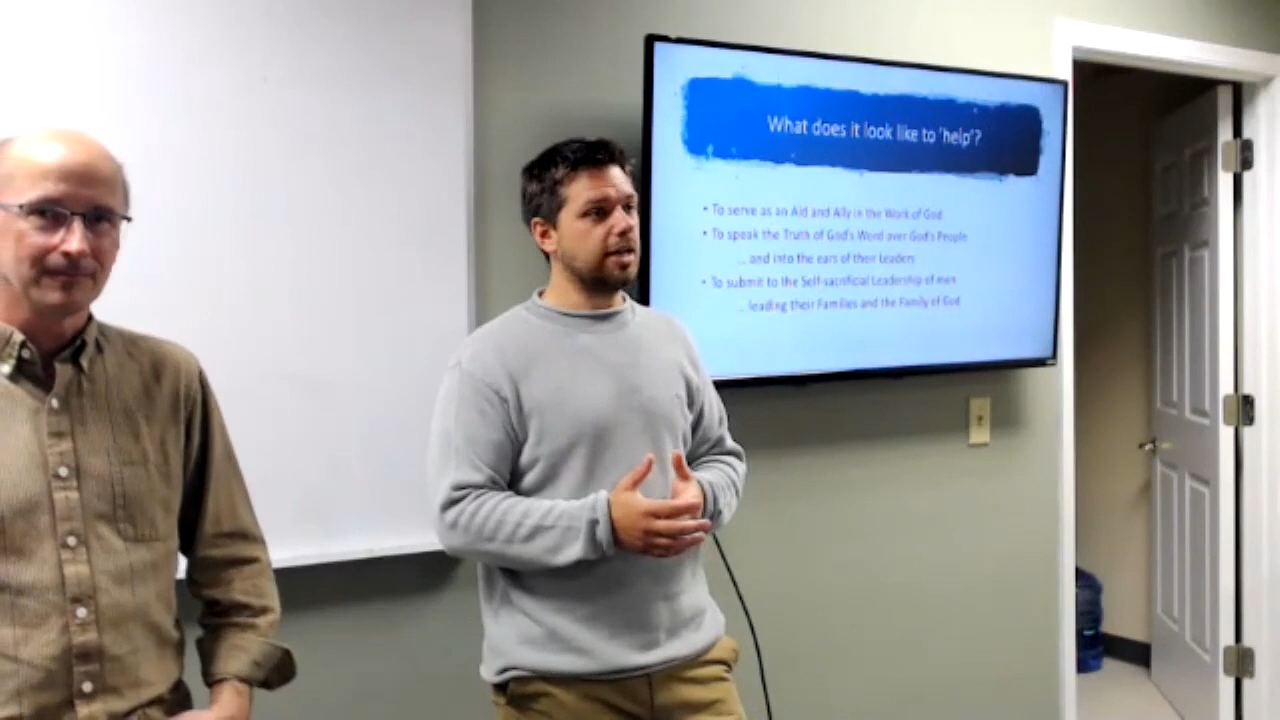 What does it look like to 'help'?
• To serve as an Aid and Ally in the Work of God
• To speak the Truth of God's Word over God's People
... and into the ears of their Leaders
• To submit to the Self-sacrificial Leadership of men
... leading their Families and the Family of God